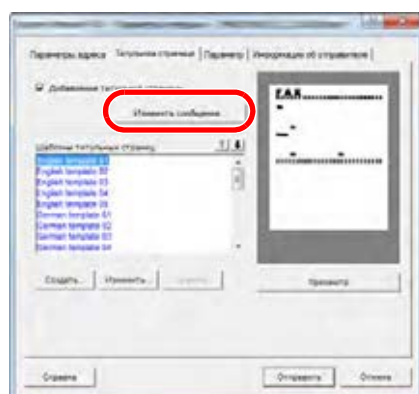 Параметры адреса
Титульная страница
Параметр
Информация об отправителе
Добавление титульной страницы
Изменить сообщение
Шаблоны титульных страниц
English template 01
English template 02
English template 03
English template 04
English template 05
German template 01
German template 02
German template 03
German template 04
FAX
Создать...
Изменить...
Просмотр
Справка
Отправить
Отмена